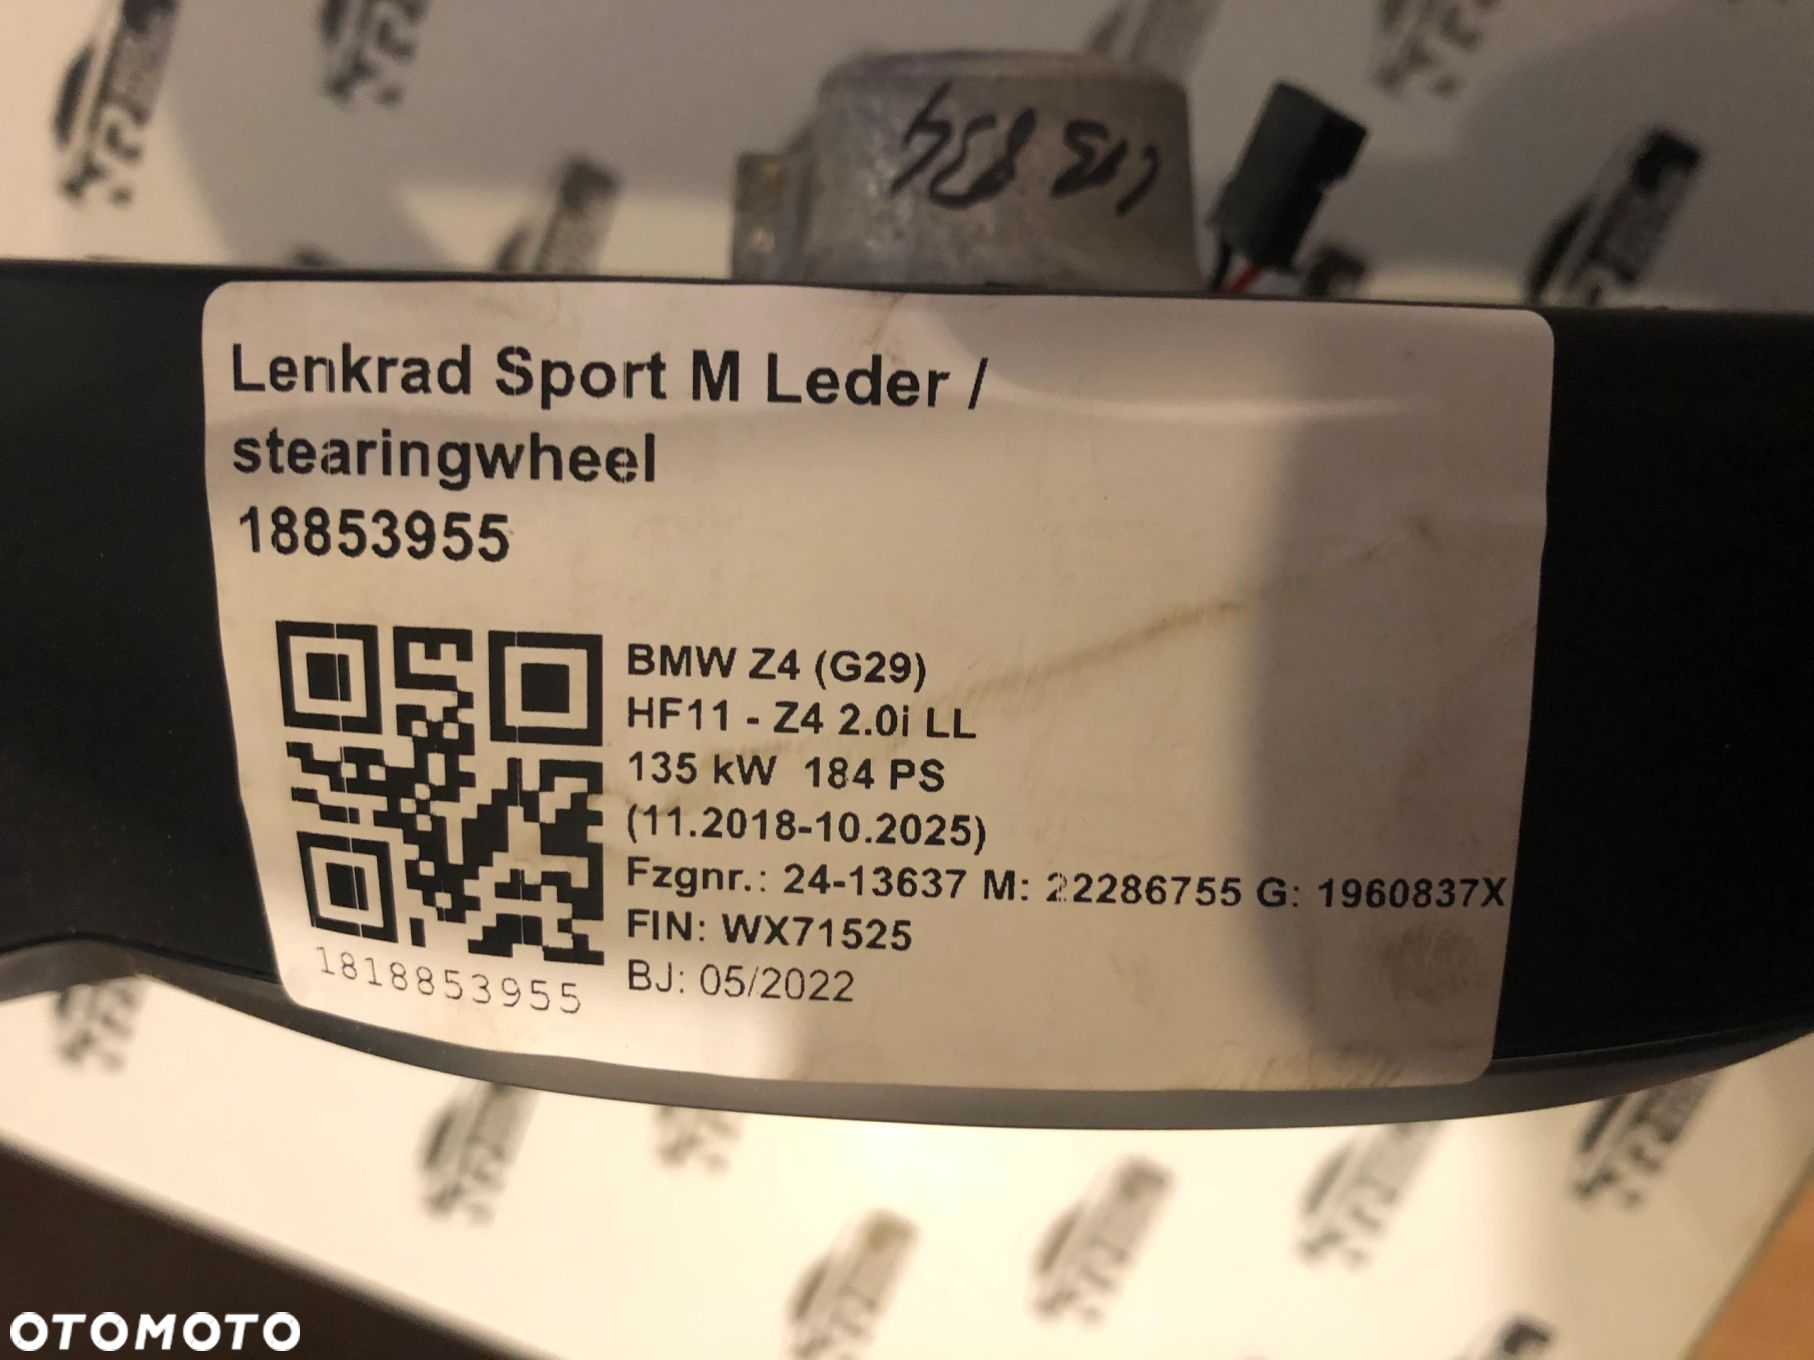 Lenkrad Sport M Leder /
stearingwheel
18853955
BMW Z4 (G29)
HF11 - Z4 2.0i LL
135 kW 184 PS
(11.2018-10.2025)
Fzgnr.: 24-13637 M: 22286755 G: 1960837X
FIN: WX71525
BJ: 05/2022
1818853955
OTOMOTO